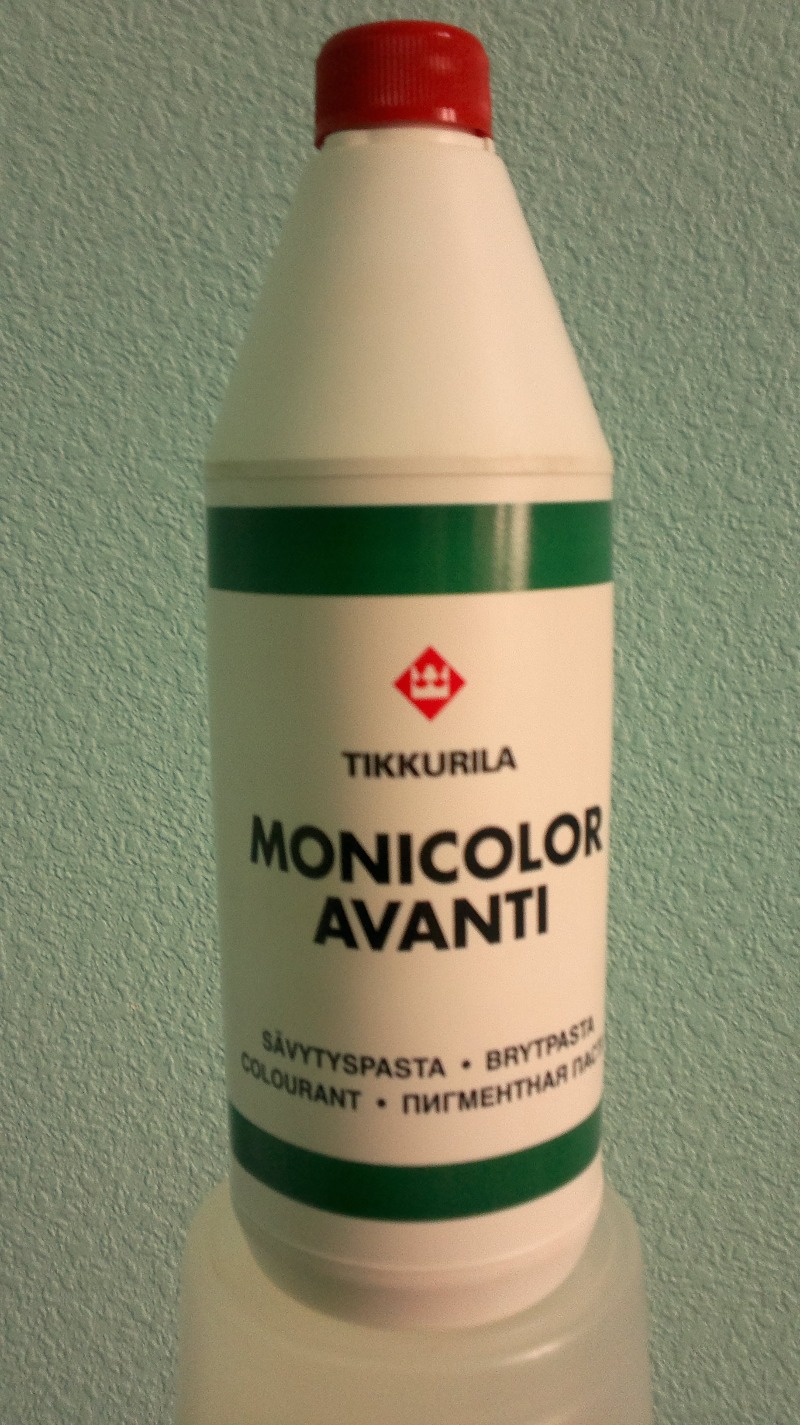 TIKKURILA
MONICOLOR
AVANTI
SÄVYTYSPASTA • BRYTPASTA
COLOURANT • ПИГМЕНТНАЯ